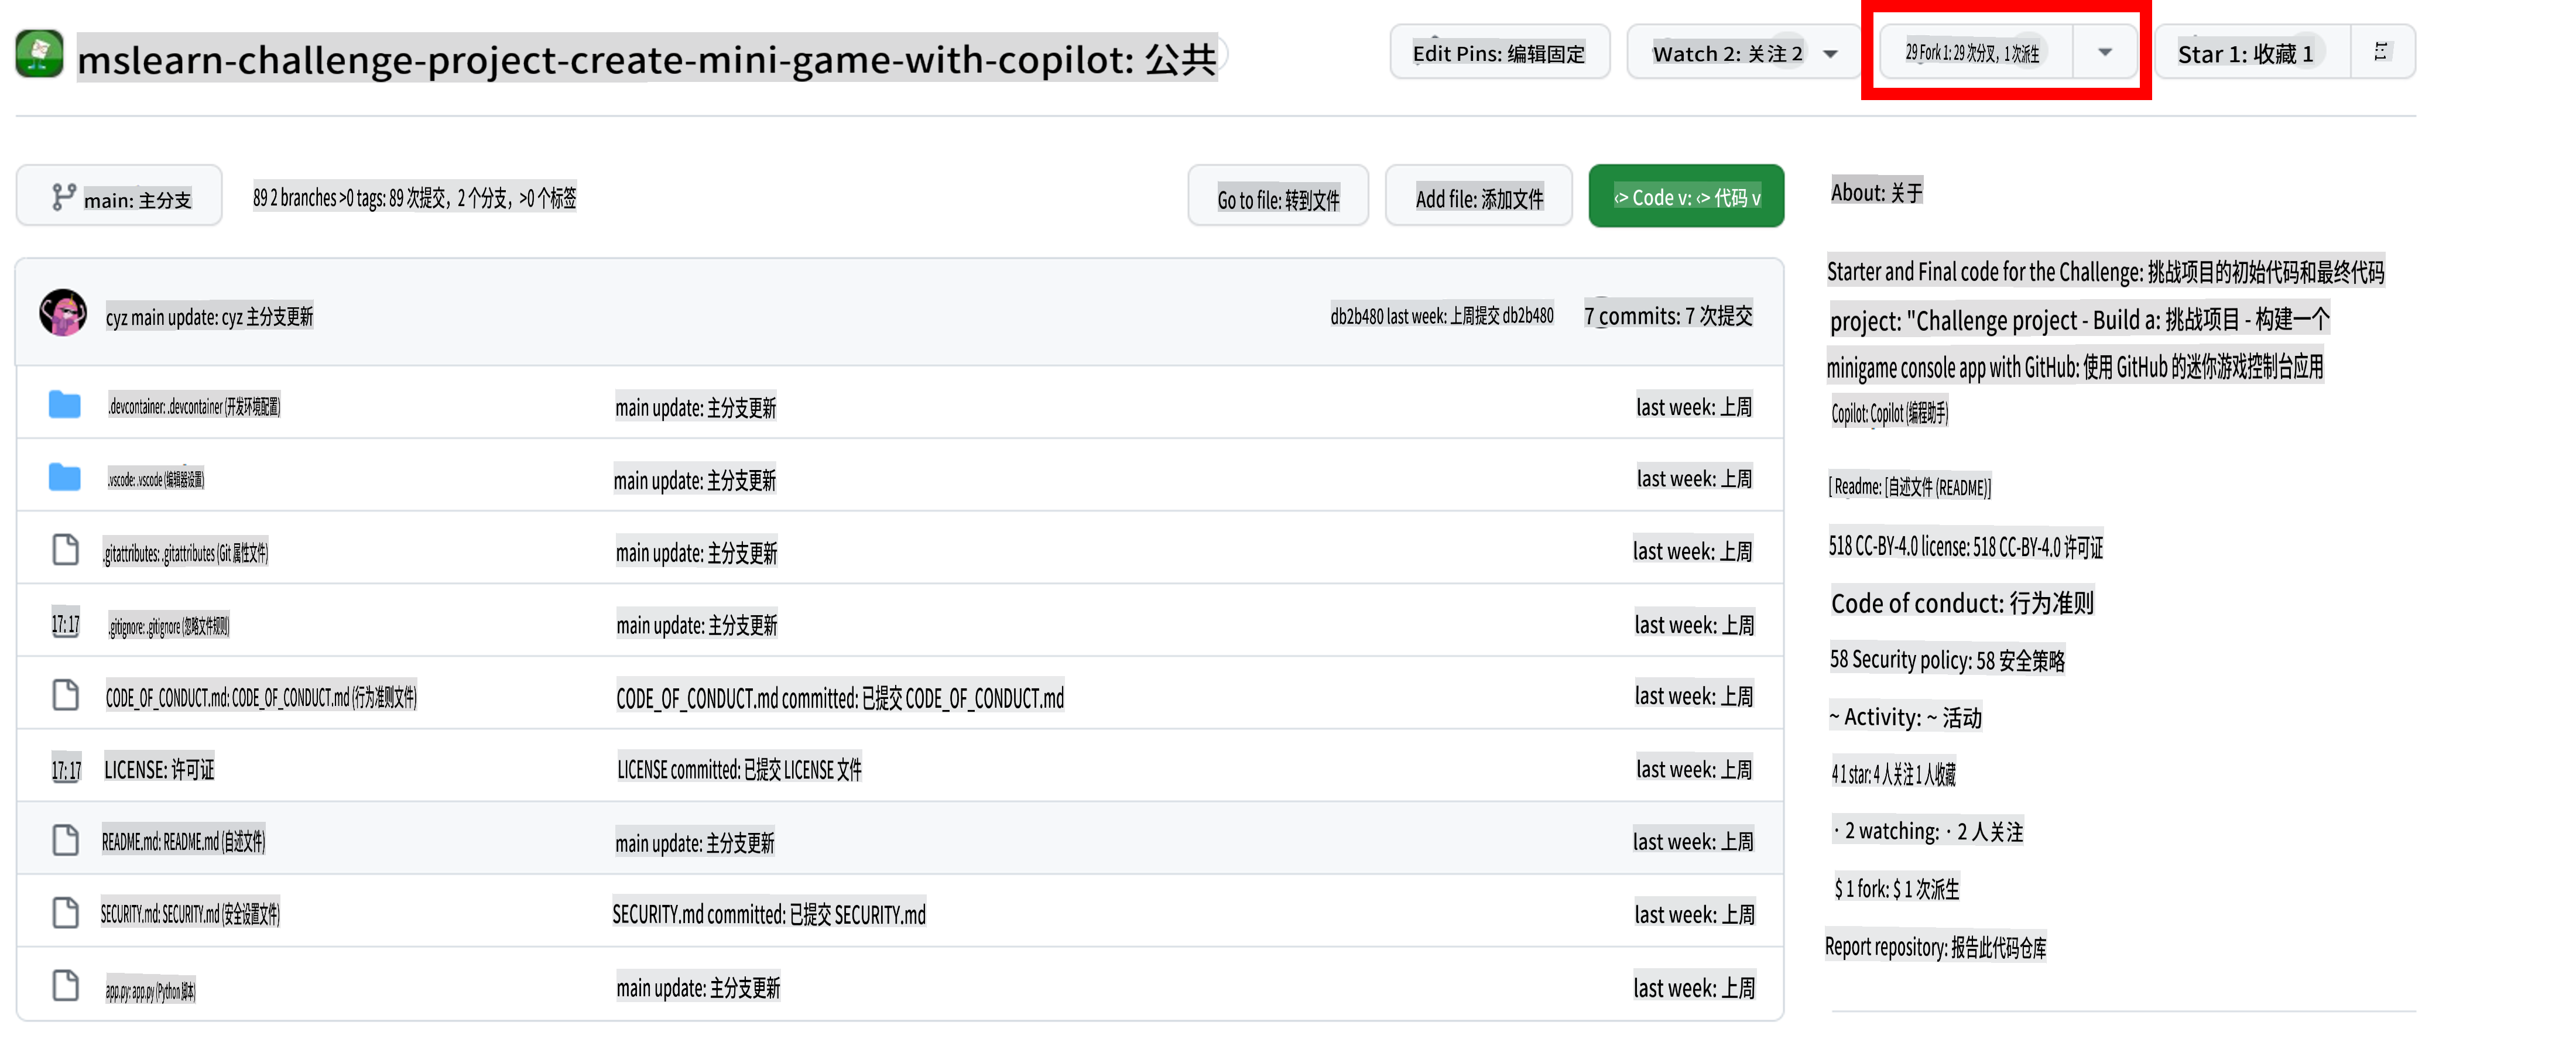 mslearn-challenge-project-create-mini-game-with-copilot: 公共
Edit Pins: 编辑固定
Watch 2: 关注 2
29 Fork 1: 29 次分叉，1 次派生
Star 1: 收藏 1
1:1
main: 主分支
89 2 branches >0 tags: 89 次提交，2 个分支，>0 个标签
Go to file: 转到文件
Add file: 添加文件
<> Code v: <> 代码 v
cyz main update: cyz 主分支更新
db2b480 last week: 上周提交 db2b480
7 commits: 7 次提交
.devcontainer: .devcontainer (开发环境配置)
main update: 主分支更新
last week: 上周
.vscode: .vscode (编辑器设置)
main update: 主分支更新
last week: 上周
.gitattributes: .gitattributes (Git 属性文件)
main update: 主分支更新
last week: 上周
17: 17
.gitignore: .gitignore (忽略文件规则)
main update: 主分支更新
last week: 上周
CODE_OF_CONDUCT.md: CODE_OF_CONDUCT.md (行为准则文件)
CODE_OF_CONDUCT.md committed: 已提交 CODE_OF_CONDUCT.md
last week: 上周
17: 17
LICENSE: 许可证
LICENSE committed: 已提交 LICENSE 文件
last week: 上周
README.md: README.md (自述文件)
main update: 主分支更新
last week: 上周
SECURITY.md: SECURITY.md (安全设置文件)
SECURITY.md committed: 已提交 SECURITY.md
last week: 上周
app.py: app.py (Python 脚本)
main update: 主分支更新
last week: 上周
About: 关于
Starter and Final code for the Challenge: 挑战项目的初始代码和最终代码
project: "Challenge project - Build a: 挑战项目 - 构建一个
minigame console app with GitHub: 使用 GitHub 的迷你游戏控制台应用
Copilot: Copilot (编程助手)
[ Readme: [自述文件 (README)]
518 CC-BY-4.0 license: 518 CC-BY-4.0 许可证
Code of conduct: 行为准则
58 Security policy: 58 安全策略
~ Activity: ~ 活动
4 1 star: 4 人关注 1 人收藏
· 2 watching: · 2 人关注
$ 1 fork: $ 1 次派生
Report repository: 报告此代码仓库